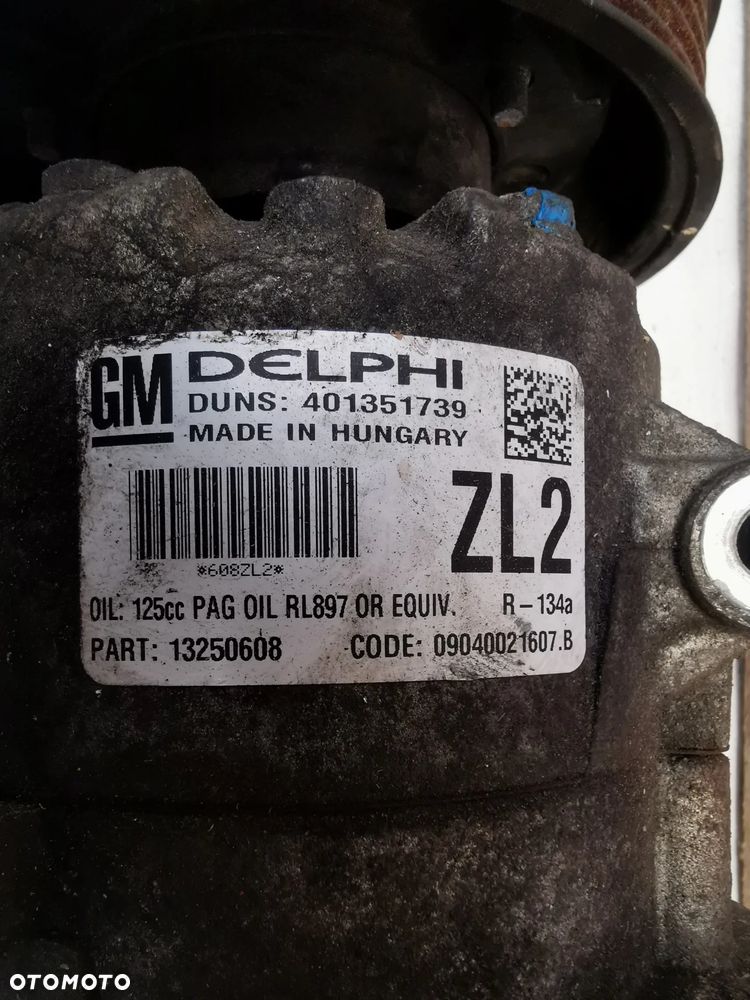 GM DELPHI
DUNS: 401351739
MADE IN HUNGARY
*608ZL2*
ZL2
OIL: 125cc PAG OIL RL897 OR EQUIV. R-134a
PART: 13250608 CODE: 09040021607.B
OTOMOTO